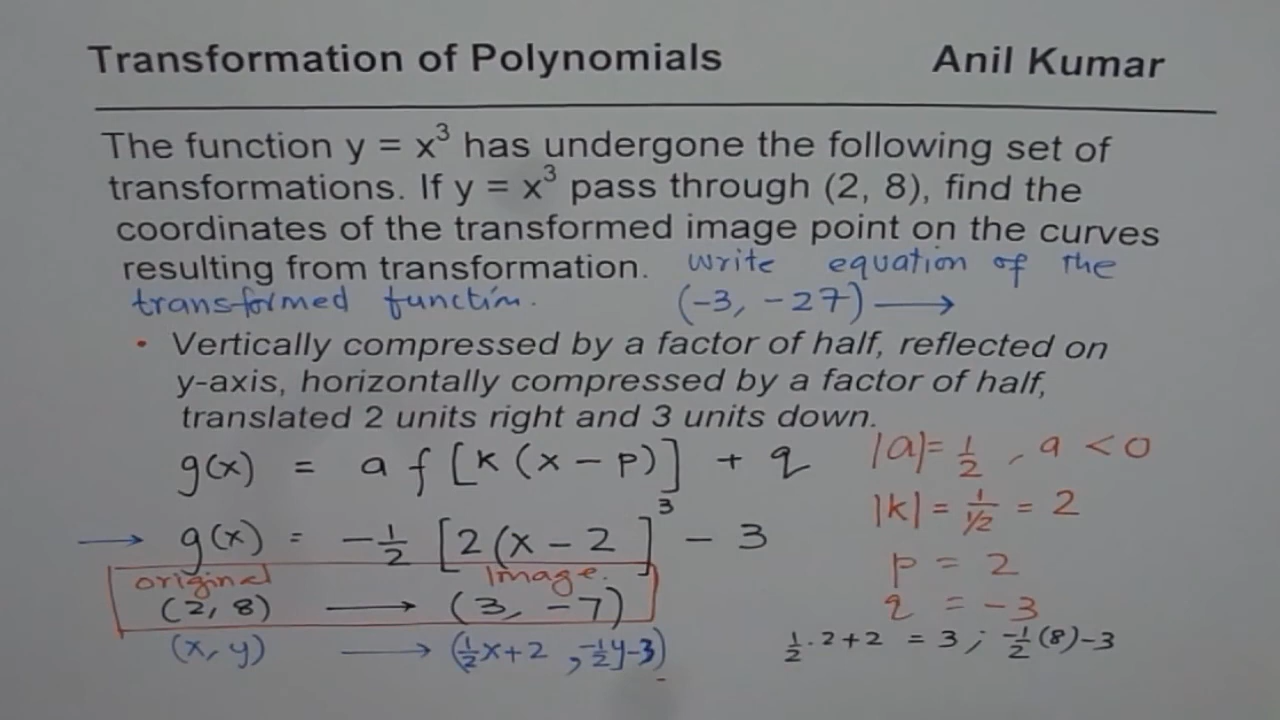 Transformation of Polynomials Anil Kumar
The function y = x³ has undergone the following set of
transformations. If y = x³ pass through (2, 8), find the
coordinates of the transformed image point on the curves
resulting from transformation. Write equation of the
transformed function. (-3, -27) ⟶
• Vertically compressed by a factor of half, reflected on
y-axis, horizontally compressed by a factor of half,
translated 2 units right and 3 units down.
g(x) = a f [k(x - p)] + q |a| = 1/2, a < 0
|k| = 1/(1/2) = 2
→ g(x) = -1/2 [2(x - 2]³ - 3
p = 2
original Image.
(2, 8) ⟶ (3, -7) q = -3
(x, y) ⟶ (1/2x+2, -1/2y-3) 1/2 · 2+2 = 3 ; -1/2(8)-3